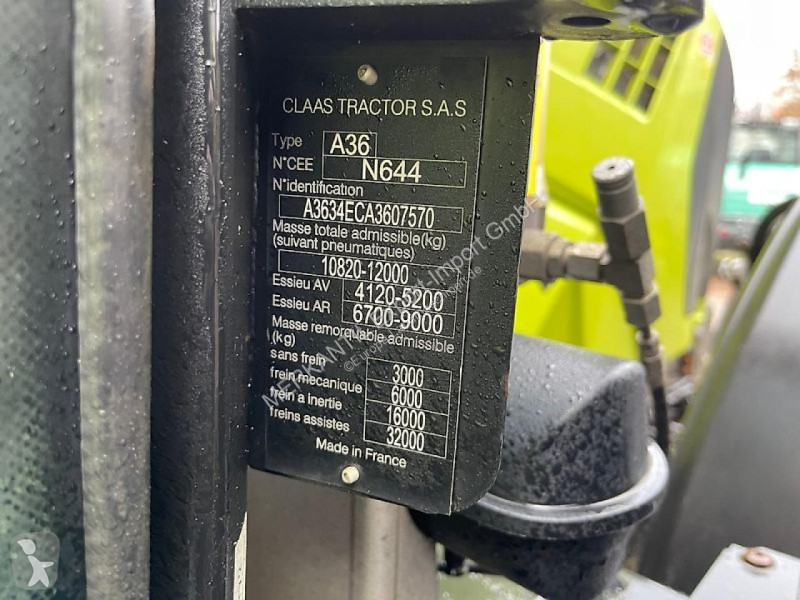 CLAAS TRACTOR S.A.S
Type A36
N°CEE N644
N°identification
A3634ECA3607570
Masse totale admissible(kg)
(suivant pneumatiques)
10820-12000
Essieu AV 4120-5200
Essieu AR 6700-9000
Masse remorquable admissible
(kg)
sans frein 3000
frein mecanique 6000
frein a inertie 16000
freins assistes 32000
Made in France